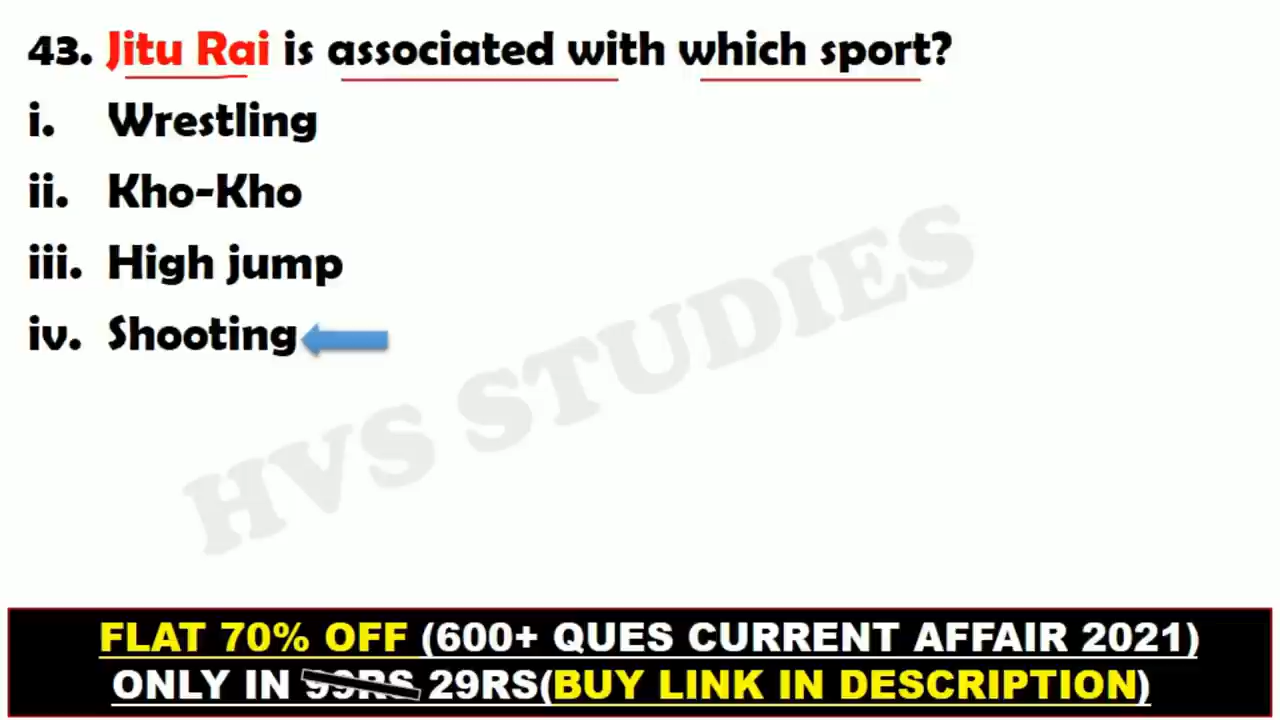 43. Jitu Rai is associated with which sport?
i. Wrestling
ii. Kho-Kho
iii. High jump
iv. Shooting
HVS STUDIES
FLAT 70% OFF (600+ QUES CURRENT AFFAIR 2021)
ONLY IN 99RS 29RS(BUY LINK IN DESCRIPTION)